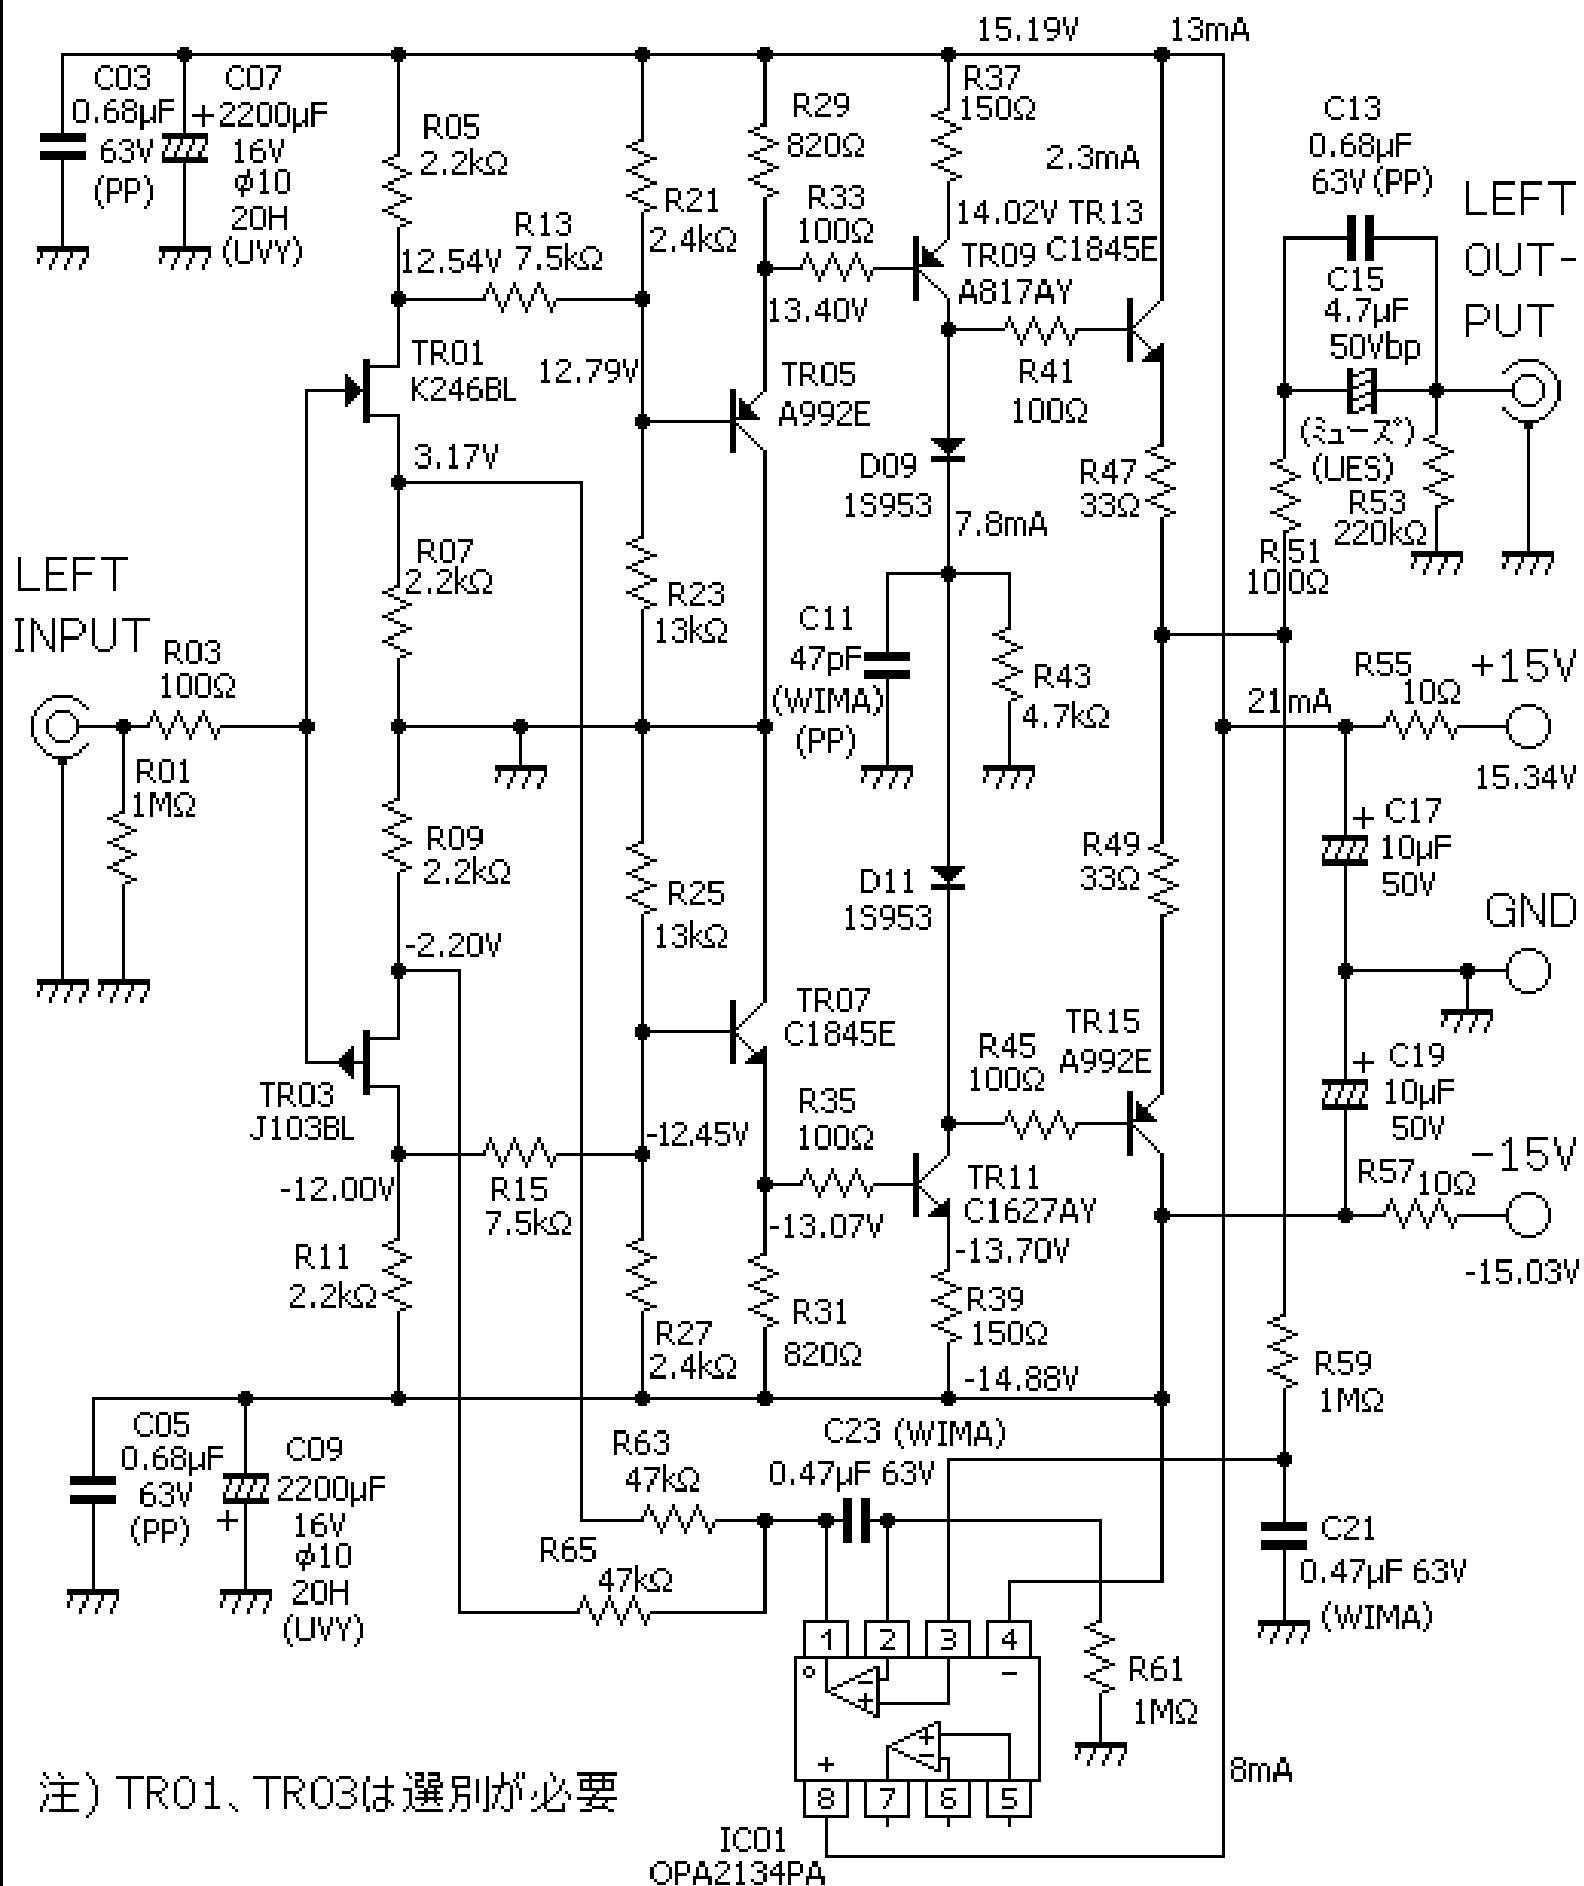 15.19V
13mA
C03
0.68µF
63V
(PP)
C07
+2200µF
16V
φ10
20H
(UVY)
R05
2.2kΩ
R29
820Ω
R37
150Ω
2.3mA
C13
0.68µF
63V(PP)
LEFT
OUT-
PUT
R13
12.54V 7.5kΩ
R21
2.4kΩ
R33
100Ω
14.02V TR13
TR09 C1845E
A817AY
13.40V
C15
4.7µF
50Vbp
(ミューズ)
(UES)
R53
220kΩ
TR01
K246BL
12.79V
TR05
A992E
R41
100Ω
3.17V
D09
1S953
R47
33Ω
7.8mA
R51
100Ω
LEFT
INPUT
R07
2.2kΩ
R23
13kΩ
C11
47pF
(WIMA)
(PP)
R43
4.7kΩ
R03
100Ω
R01
1MΩ
21mA
R55
10Ω
+15V
15.34V
R09
2.2kΩ
R25
13kΩ
D11
1S953
R49
33Ω
+ C17
10µF
50V
GND
-2.20V
TR07
C1845E
R45
100Ω
TR15
A992E
+ C19
10µF
50V
TR03
J103BL
-12.00V
R15
7.5kΩ
-12.45V
R35
100Ω
-13.07V
TR11
C1627AY
-13.70V
R57
10Ω
-15V
-15.03V
R11
2.2kΩ
R27
2.4kΩ
R31
820Ω
R39
150Ω
-14.88V
R59
1MΩ
C05
0.68µF
63V
(PP)
C09
2200µF
+
16V
φ10
20H
(UVY)
R63
47kΩ
C23 (WIMA)
0.47µF 63V
R65
47kΩ
C21
0.47µF 63V
(WIMA)
1 2 3 4
−
−
+
+
−
+
8 7 6 5
R61
1MΩ
8mA
注) TR01、TR03は選別が必要
IC01
OPA2134PA